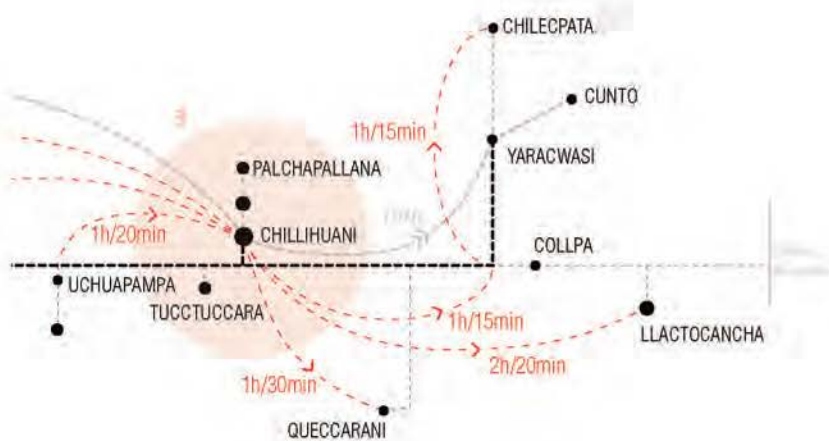 CHILECPATA
CUNTO
1h/15min
YARACWASI
PALCHAPALLANA
CHILLIHUANI
1h/20min
COLLPA
UCHUAPAMPA
TUCCTUCCARA
1h/15min
LLACTOCANCHA
2h/20min
1h/30min
QUECCARANI